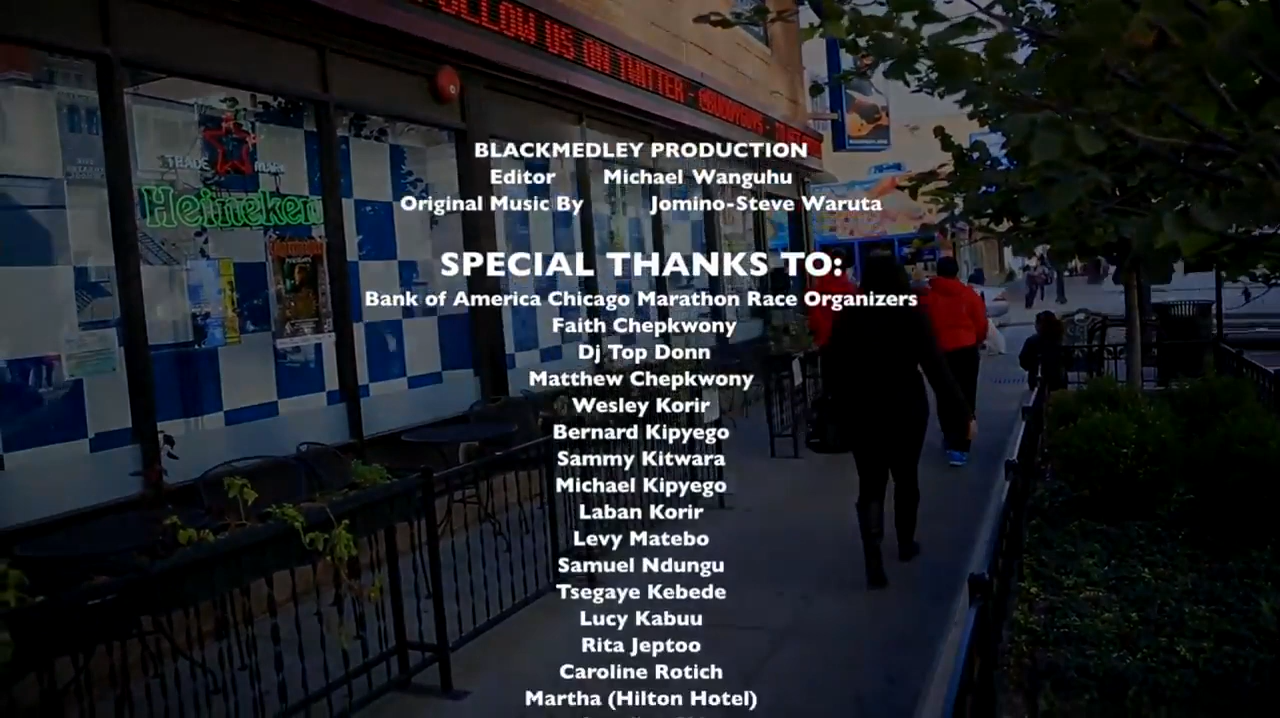 FOLLOW US ON TWITTER - @BUDDYGUYS -
TRADE MARK
Heineken
BLACKMEDLEY PRODUCTION
Editor Michael Wanguhu
Original Music By Jomino-Steve Waruta
SPECIAL THANKS TO:
Bank of America Chicago Marathon Race Organizers
Faith Chepkwony
Dj Top Donn
Matthew Chepkwony
Wesley Korir
Bernard Kipyego
Sammy Kitwara
Michael Kipyego
Laban Korir
Levy Matebo
Samuel Ndungu
Tsegaye Kebede
Lucy Kabuu
Rita Jeptoo
Caroline Rotich
Martha (Hilton Hotel)